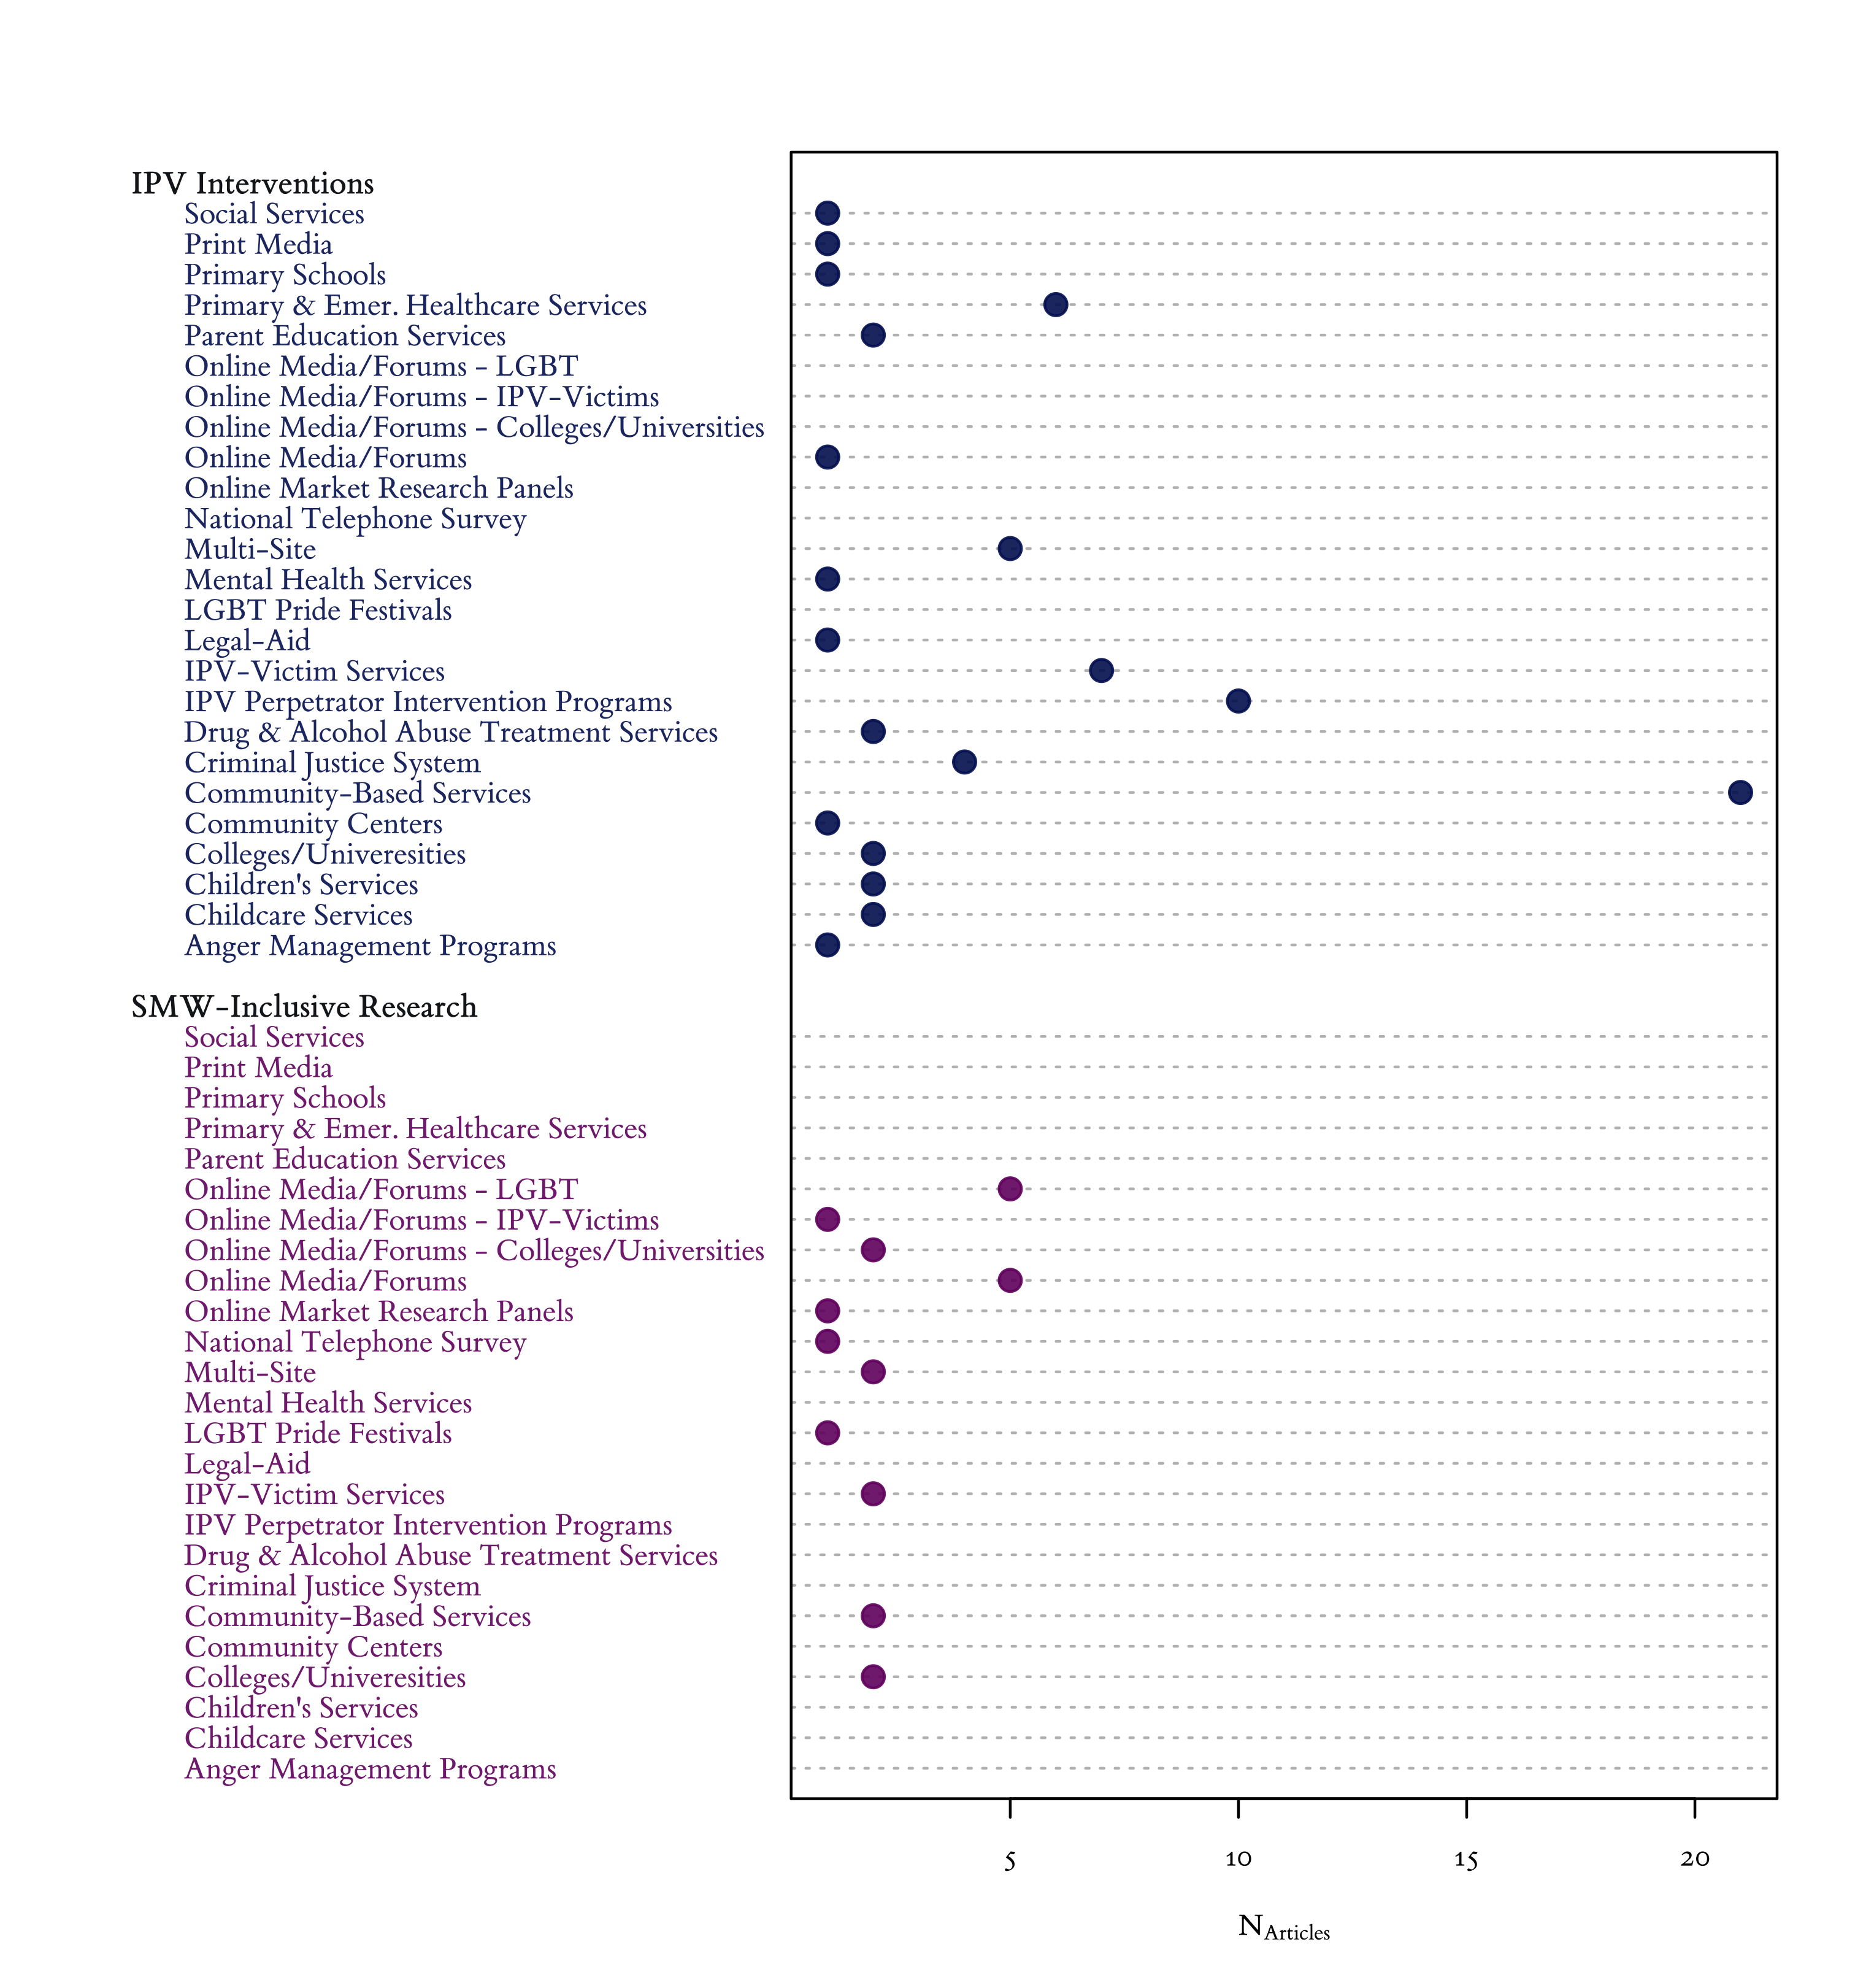 IPV Interventions
Social Services
Print Media
Primary Schools
Primary & Emer. Healthcare Services
Parent Education Services
Online Media/Forums - LGBT
Online Media/Forums - IPV-Victims
Online Media/Forums - Colleges/Universities
Online Media/Forums
Online Market Research Panels
National Telephone Survey
Multi-Site
Mental Health Services
LGBT Pride Festivals
Legal-Aid
IPV-Victim Services
IPV Perpetrator Intervention Programs
Drug & Alcohol Abuse Treatment Services
Criminal Justice System
Community-Based Services
Community Centers
Colleges/Univeresities
Children's Services
Childcare Services
Anger Management Programs
SMW-Inclusive Research
Social Services
Print Media
Primary Schools
Primary & Emer. Healthcare Services
Parent Education Services
Online Media/Forums - LGBT
Online Media/Forums - IPV-Victims
Online Media/Forums - Colleges/Universities
Online Media/Forums
Online Market Research Panels
National Telephone Survey
Multi-Site
Mental Health Services
LGBT Pride Festivals
Legal-Aid
IPV-Victim Services
IPV Perpetrator Intervention Programs
Drug & Alcohol Abuse Treatment Services
Criminal Justice System
Community-Based Services
Community Centers
Colleges/Univeresities
Children's Services
Childcare Services
Anger Management Programs
5 10 15 20
N Articles